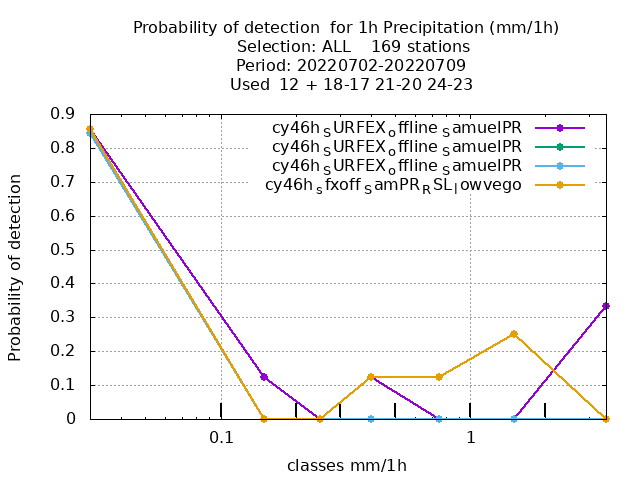 Probability of detection for 1h Precipitation (mm/1h)
Selection: ALL 169 stations
Period: 20220702-20220709
Used 12 + 18-17 21-20 24-23
0.9
0.8
0.7
0.6
0.5
0.4
0.3
0.2
0.1
0
Probability of detection
cy46h_SURFEX_offline_SamuelPR
cy46h_SURFEX_offline_SamuelPR
cy46h_SURFEX_offline_SamuelPR
cy46h_sfxoff_SamPR_RSL_lowvego
0.1
1
classes mm/1h